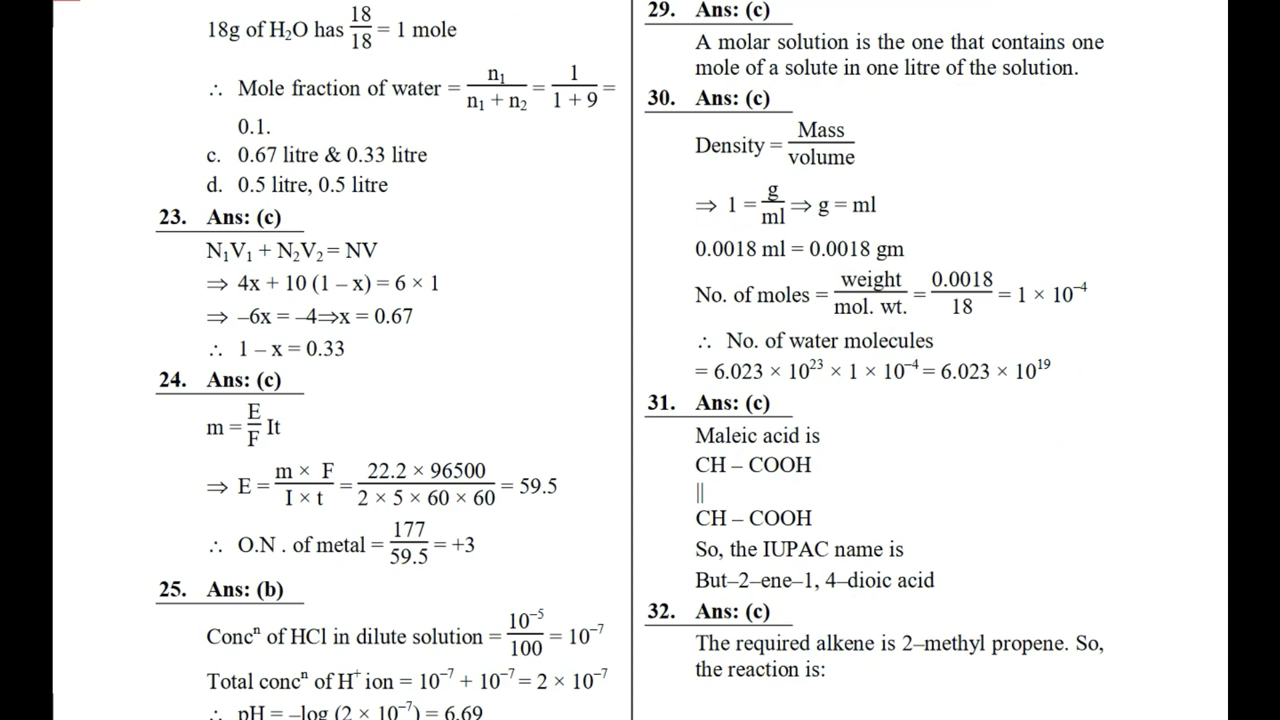 18g of H₂O has 18/18 = 1 mole
∴ Mole fraction of water = n₁/(n₁ + n₂) = 1/(1 + 9) =
0.1.
c. 0.67 litre & 0.33 litre
d. 0.5 litre, 0.5 litre
23. Ans: (c)
N₁V₁ + N₂V₂ = NV
⇒ 4x + 10 (1 – x) = 6 × 1
⇒ –6x = –4⇒x = 0.67
∴ 1 – x = 0.33
24. Ans: (c)
m = E/F It
⇒ E = (m × F)/(I × t) = (22.2 × 96500)/(2 × 5 × 60 × 60) = 59.5
∴ O.N . of metal = 177/59.5 = +3
25. Ans: (b)
Concⁿ of HCl in dilute solution = 10⁻⁵/100 = 10⁻⁷
Total concⁿ of H⁺ ion = 10⁻⁷ + 10⁻⁷ = 2 × 10⁻⁷
∴ pH = –log (2 × 10⁻⁷) = 6.69
29. Ans: (c)
A molar solution is the one that contains one
mole of a solute in one litre of the solution.
30. Ans: (c)
Density = Mass/volume
⇒ 1 = g/ml ⇒ g = ml
0.0018 ml = 0.0018 gm
No. of moles = weight/mol. wt. = 0.0018/18 = 1 × 10⁻⁴
∴ No. of water molecules
= 6.023 × 10²³ × 1 × 10⁻⁴ = 6.023 × 10¹⁹
31. Ans: (c)
Maleic acid is
CH – COOH
||
CH – COOH
So, the IUPAC name is
But–2–ene–1, 4–dioic acid
32. Ans: (c)
The required alkene is 2–methyl propene. So,
the reaction is: